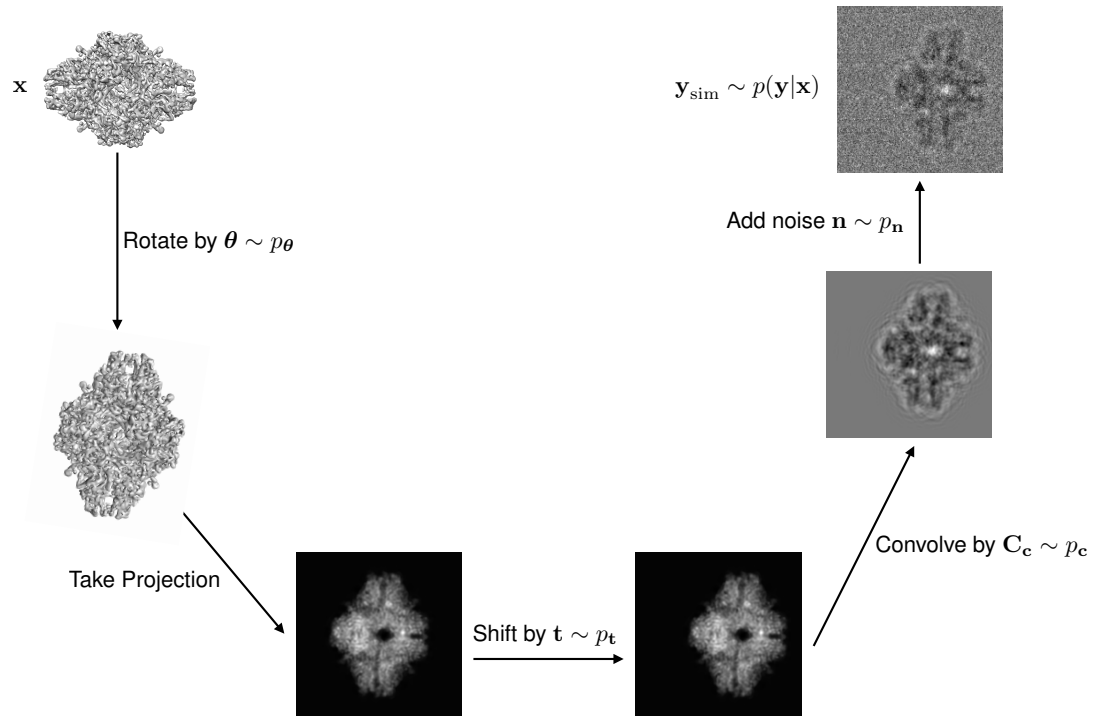 x
Rotate by θ ∼ p_θ
Take Projection
Shift by t ∼ p_t
Convolve by C_c ∼ p_c
Add noise n ∼ p_n
y_sim ∼ p(y|x)